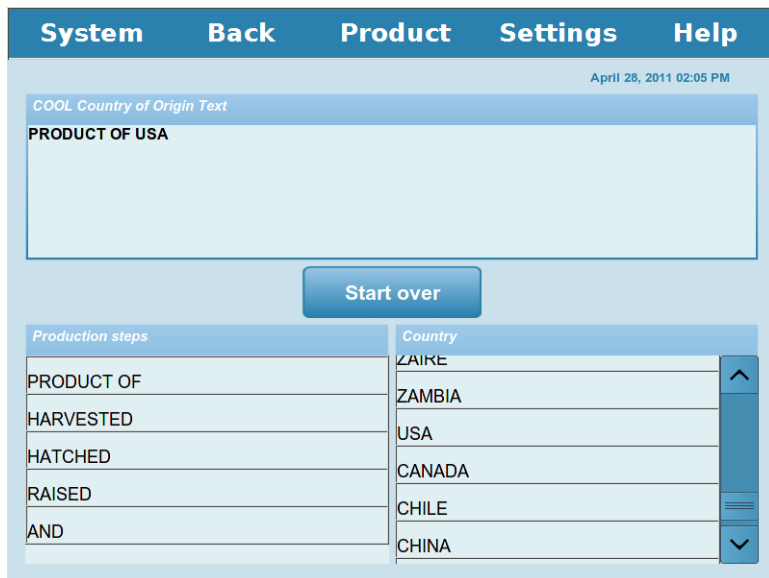 System Back Product Settings Help
April 28, 2011 02:05 PM
COOL Country of Origin Text
PRODUCT OF USA
Start over
Production steps
PRODUCT OF
HARVESTED
HATCHED
RAISED
AND
Country
ZAIRE
ZAMBIA
USA
CANADA
CHILE
CHINA